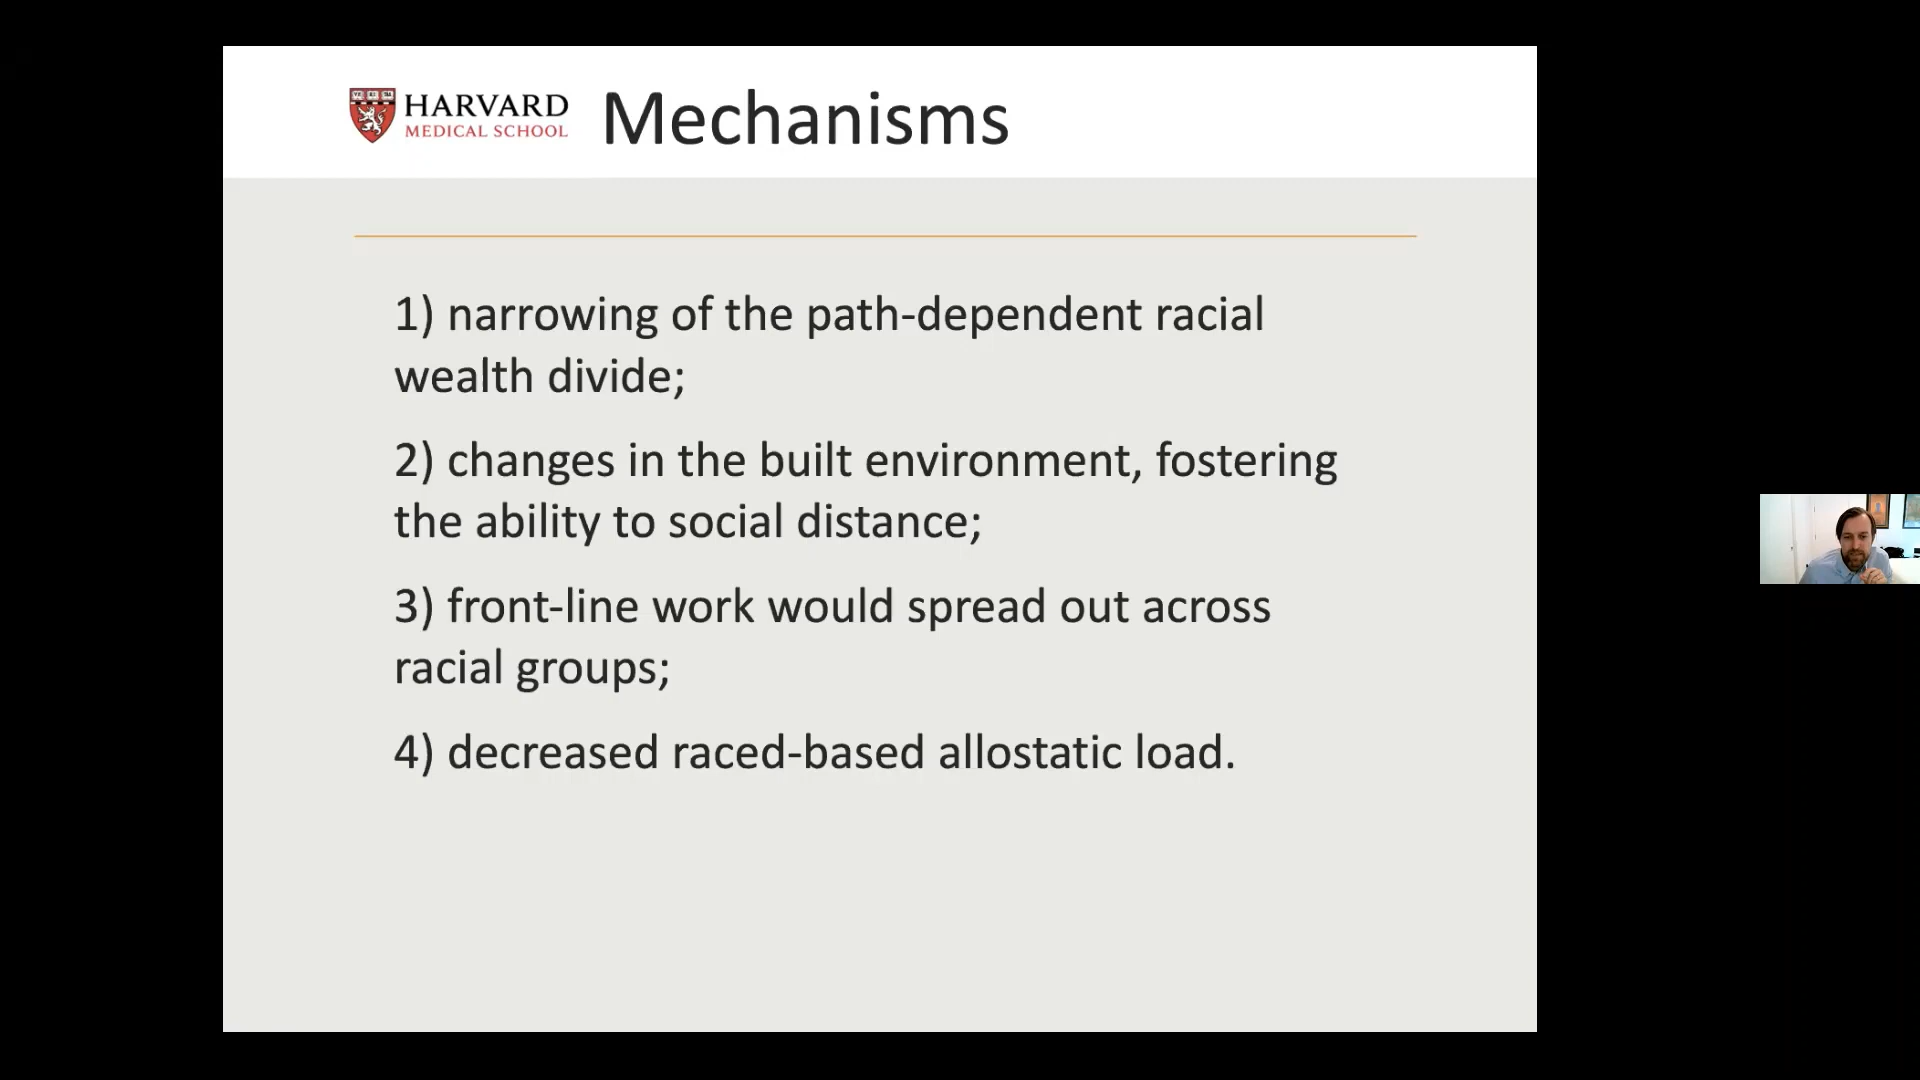 HARVARD
MEDICAL SCHOOL
Mechanisms
1) narrowing of the path-dependent racial
wealth divide;
2) changes in the built environment, fostering
the ability to social distance;
3) front-line work would spread out across
racial groups;
4) decreased raced-based allostatic load.